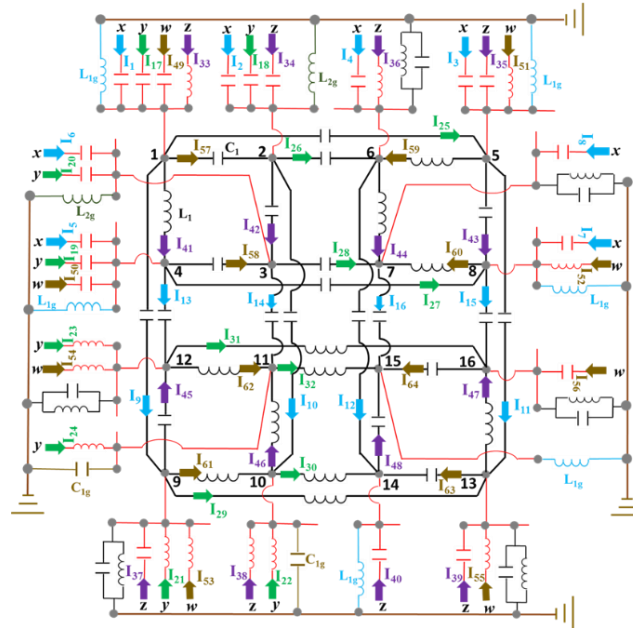 x y w z x y z x z x z w
L1g I1 I17 I49 I33 I2 I18 I34 L2g I4 I36 I3 I35 I51 L1g
I6 I25 I8
x I20 1 I57 C1 2 I26 6 I59 5 x
y
L2g L1
I5 I41 I42 I44 I43 I7
x I19 x
y I50 I58 I28 I60 w
w 4 3 7 8 I52
L1g I13 I14 I16 I27 I15 L1g
I23 I31
y I54 12 11 15 16
w I62 I32 I64 w
I45 I56
I9 I10 I12 I47 I11
y I24 I46 I48
I61 I30 I63 L1g
C1g 9 10 14 13
I29
I37 I21 I53 I38 I22 C1g L1g I40 I39 I55
z y w z y z z w